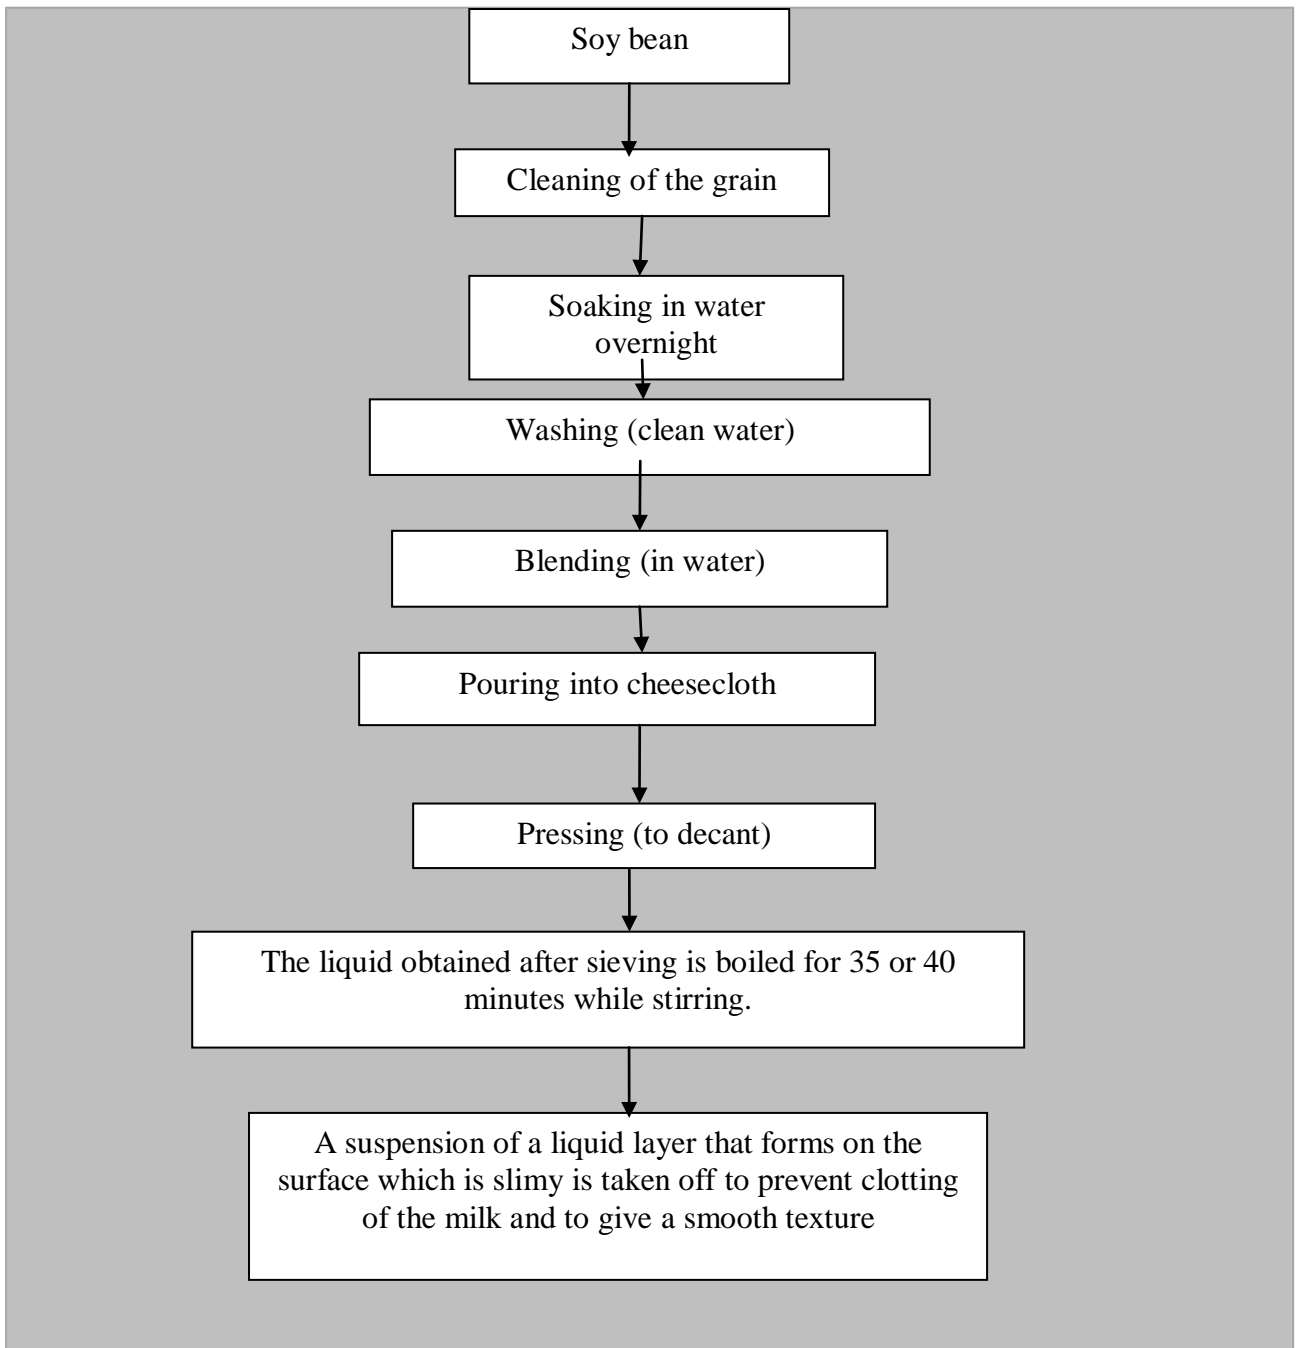 Soy bean
Cleaning of the grain
Soaking in water
overnight
Washing (clean water)
Blending (in water)
Pouring into cheesecloth
Pressing (to decant)
The liquid obtained after sieving is boiled for 35 or 40
minutes while stirring.
A suspension of a liquid layer that forms on the
surface which is slimy is taken off to prevent clotting
of the milk and to give a smooth texture